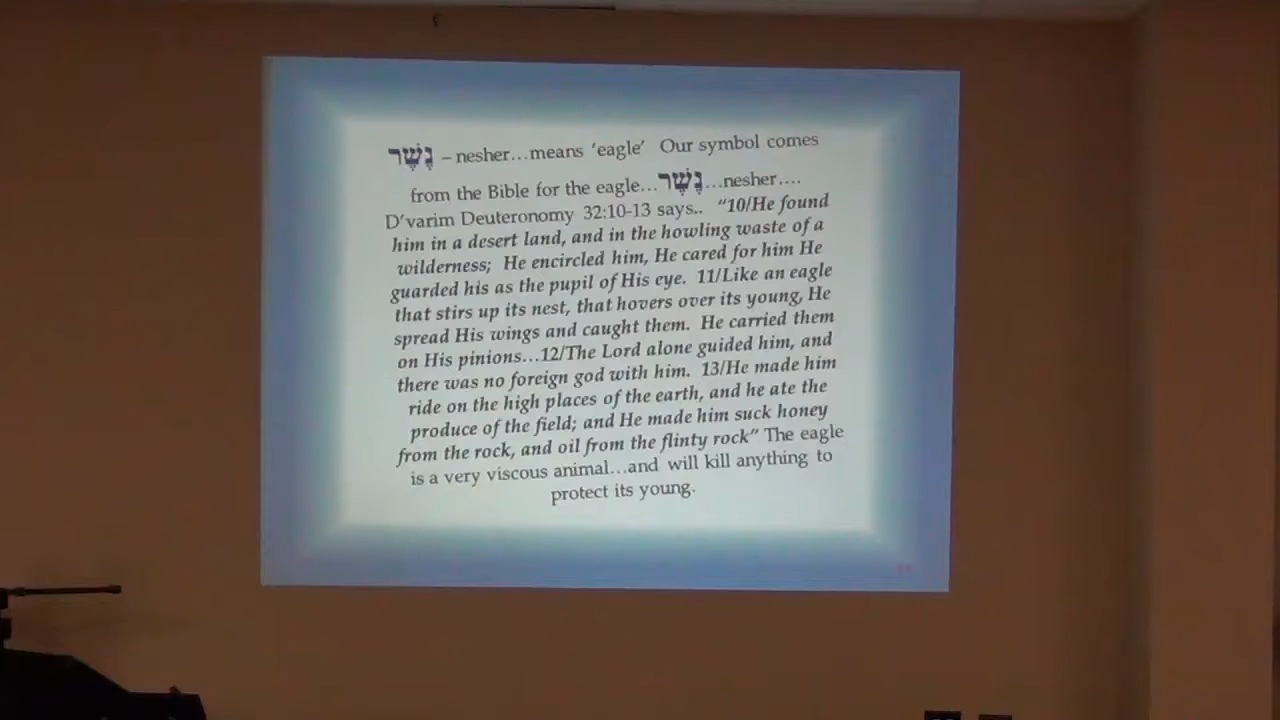 נֶשֶׁר – nesher...means ‘eagle’ Our symbol comes
from the Bible for the eagle...נֶשֶׁר...nesher....
D’varim Deuteronomy 32:10-13 says.. “10/He found
him in a desert land, and in the howling waste of a
wilderness; He encircled him, He cared for him He
guarded his as the pupil of His eye. 11/Like an eagle
that stirs up its nest, that hovers over its young, He
spread His wings and caught them. He carried them
on His pinions...12/The Lord alone guided him, and
there was no foreign god with him. 13/He made him
ride on the high places of the earth, and he ate the
produce of the field; and He made him suck honey
from the rock, and oil from the flinty rock” The eagle
is a very viscous animal...and will kill anything to
protect its young.